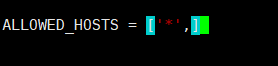 ALLOWED_HOSTS = ['*',]